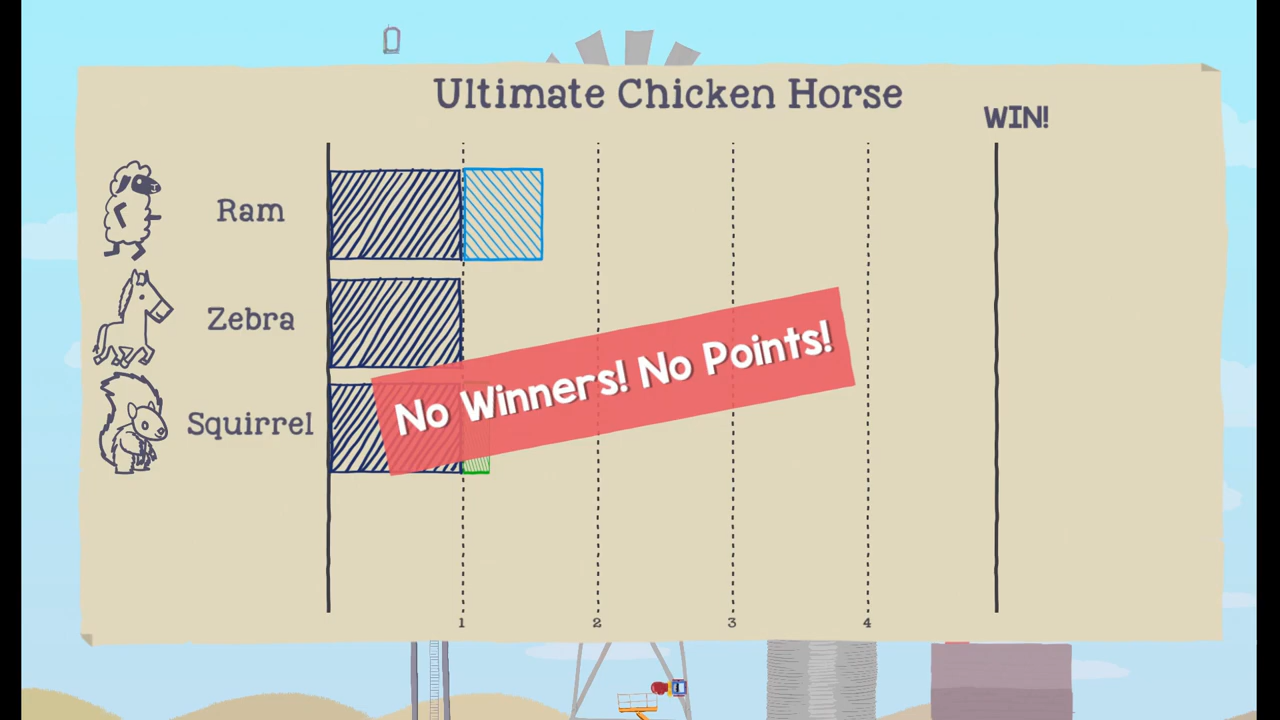 Ultimate Chicken Horse
WIN!
Ram
Zebra
No Winners! No Points!
Squirrel
1 2 3 4